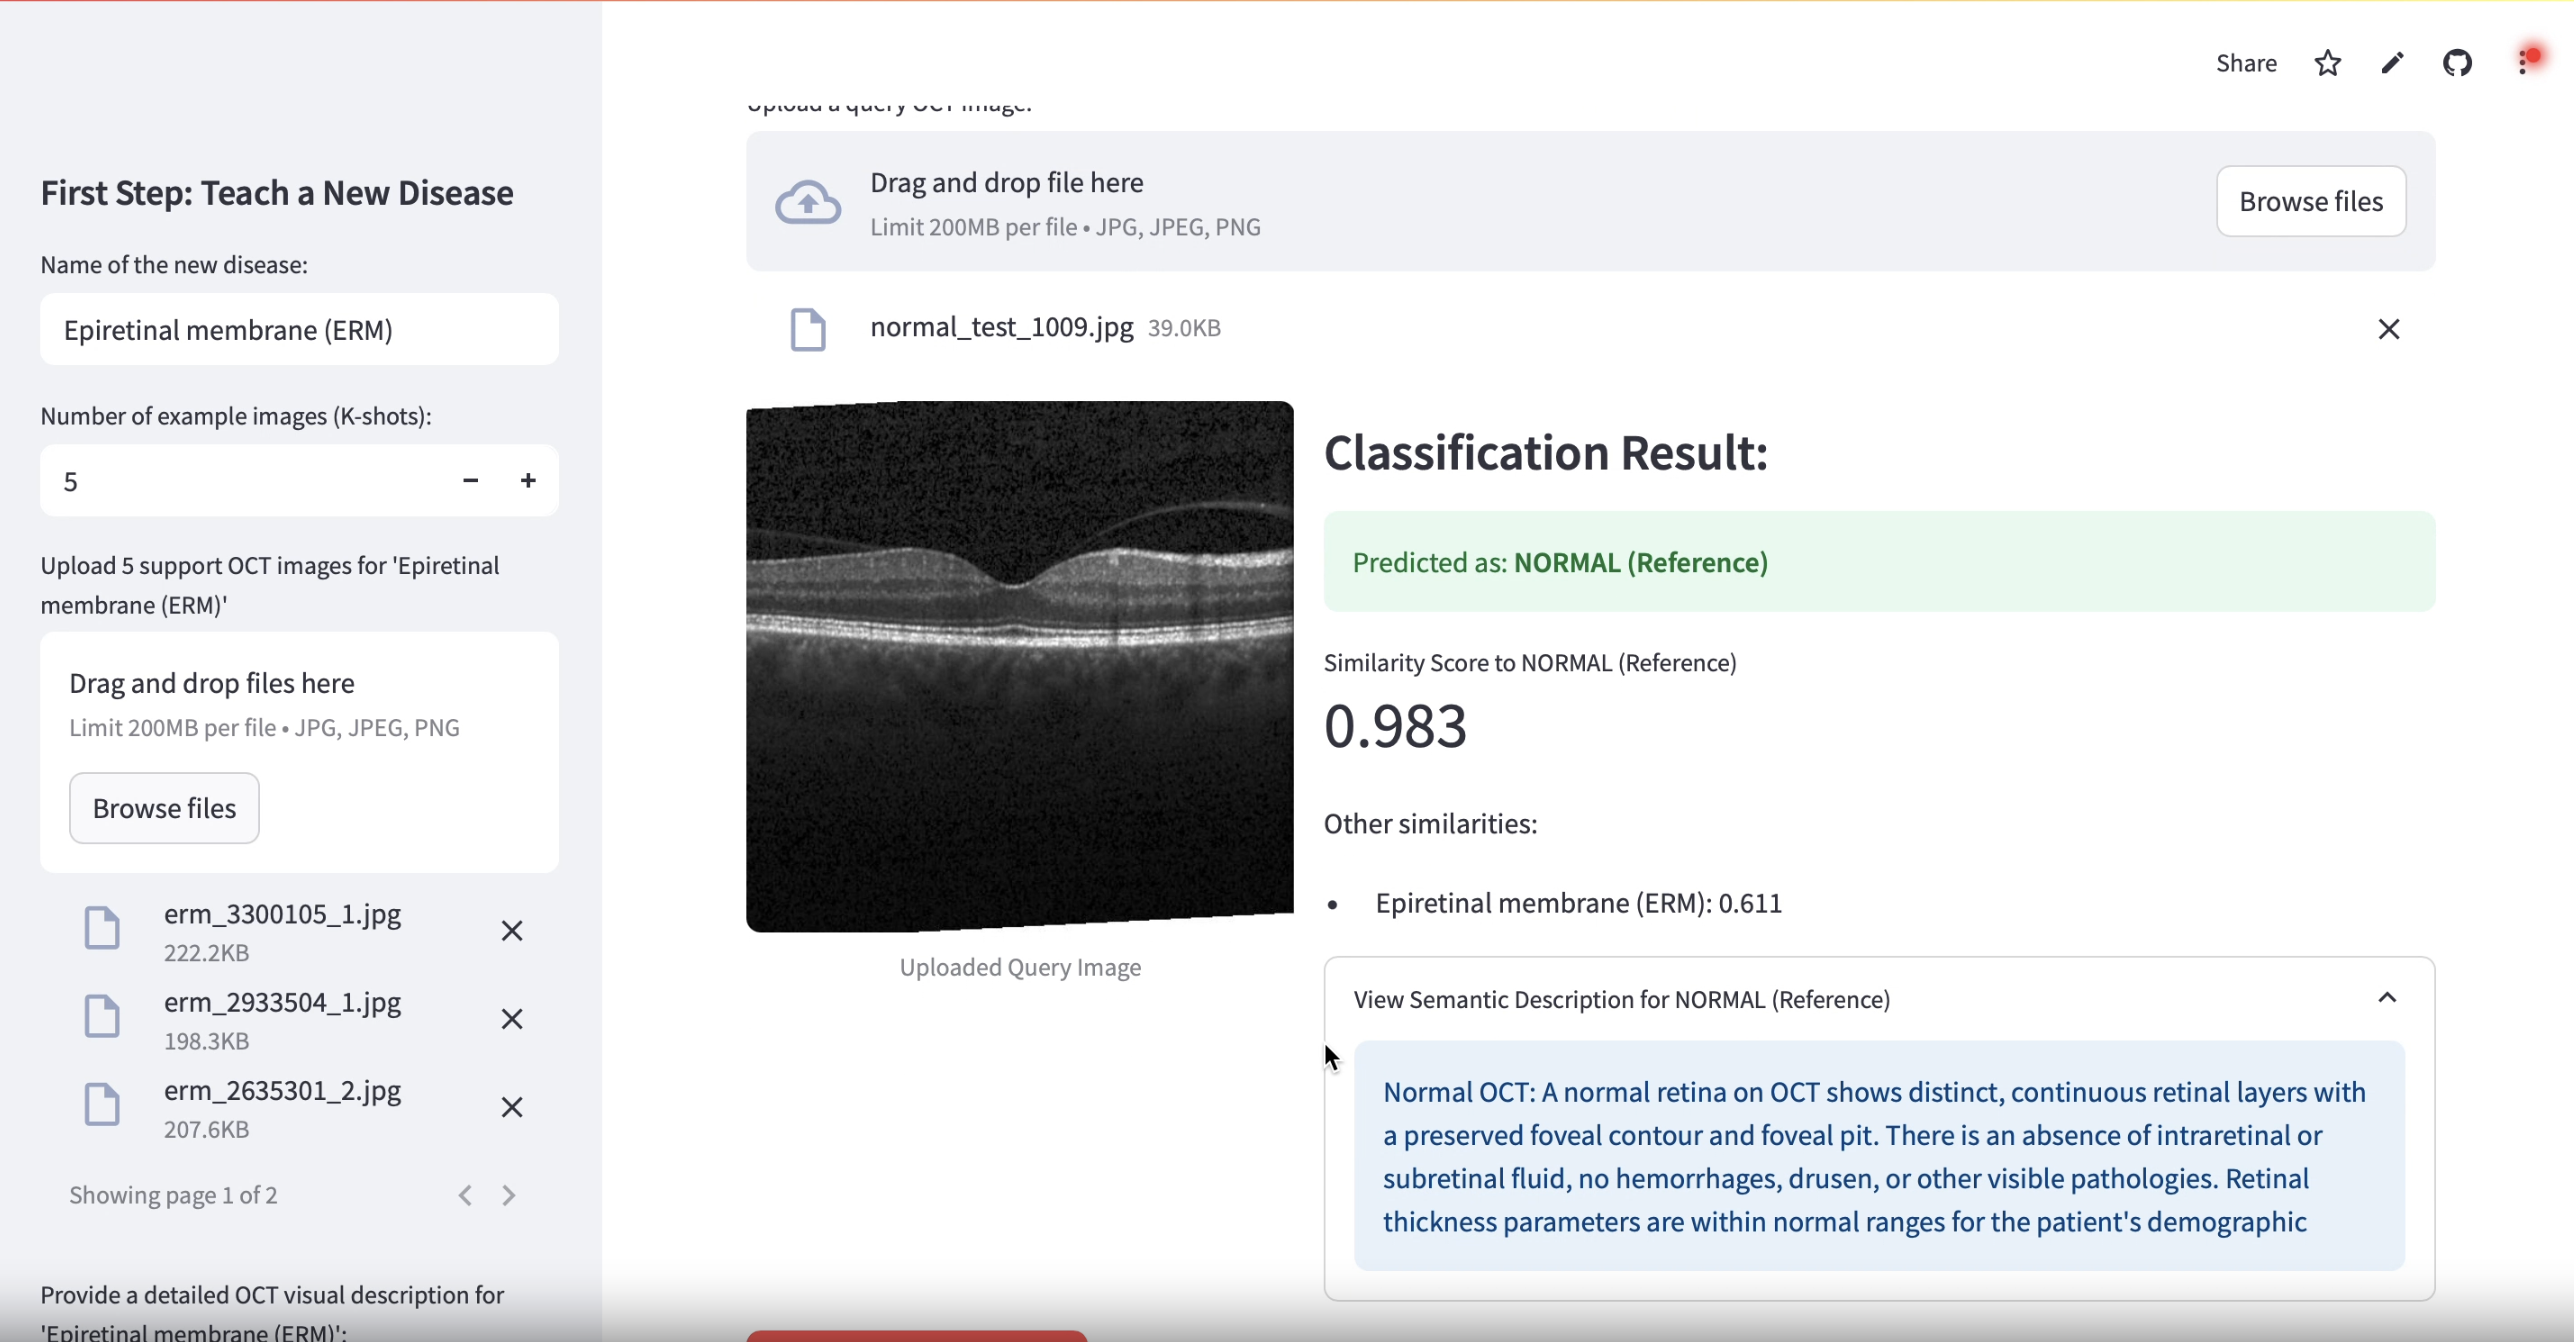 Share
First Step: Teach a New Disease
Name of the new disease:
Epiretinal membrane (ERM)
Number of example images (K-shots):
5
Upload 5 support OCT images for 'Epiretinal
membrane (ERM)'
Drag and drop files here
Limit 200MB per file • JPG, JPEG, PNG
Browse files
erm_3300105_1.jpg
222.2KB
erm_2933504_1.jpg
198.3KB
erm_2635301_2.jpg
207.6KB
Showing page 1 of 2
Provide a detailed OCT visual description for
'Epiretinal membrane (ERM)':
Upload a query OCT image:
Drag and drop file here
Limit 200MB per file • JPG, JPEG, PNG
Browse files
normal_test_1009.jpg 39.0KB
Uploaded Query Image
Classification Result:
Predicted as: NORMAL (Reference)
Similarity Score to NORMAL (Reference)
0.983
Other similarities:
• Epiretinal membrane (ERM): 0.611
View Semantic Description for NORMAL (Reference)
Normal OCT: A normal retina on OCT shows distinct, continuous retinal layers with
a preserved foveal contour and foveal pit. There is an absence of intraretinal or
subretinal fluid, no hemorrhages, drusen, or other visible pathologies. Retinal
thickness parameters are within normal ranges for the patient's demographic